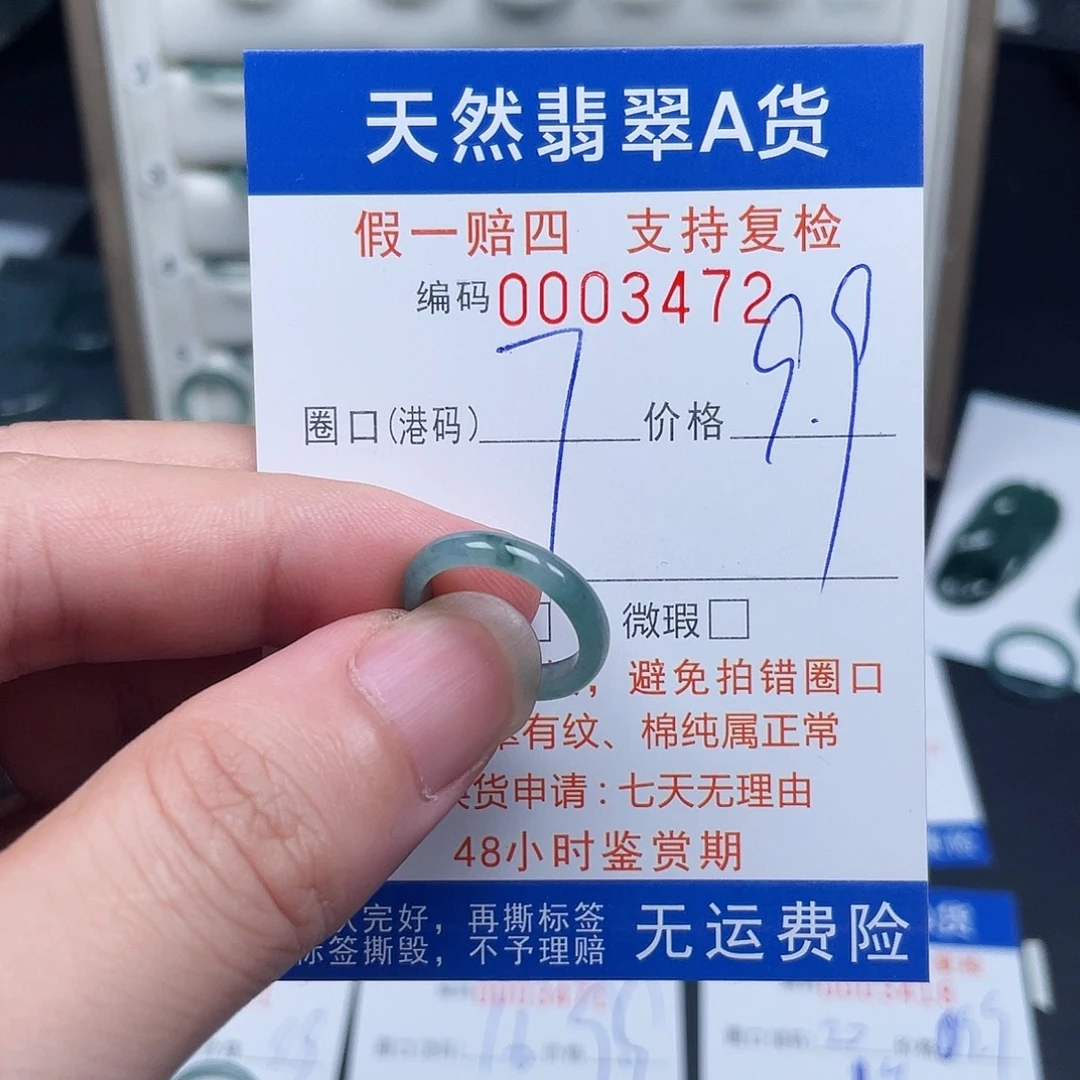 天然翡翠A货
假一赔四 支持复检
编码0003472
圈口(港码) 7 价格 9.9
微瑕
，避免拍错圈口
有纹、棉纯属正常
货申请：七天无理由
48小时鉴赏期
完好，再撕标签
标签撕毁，不予理赔
无运费险